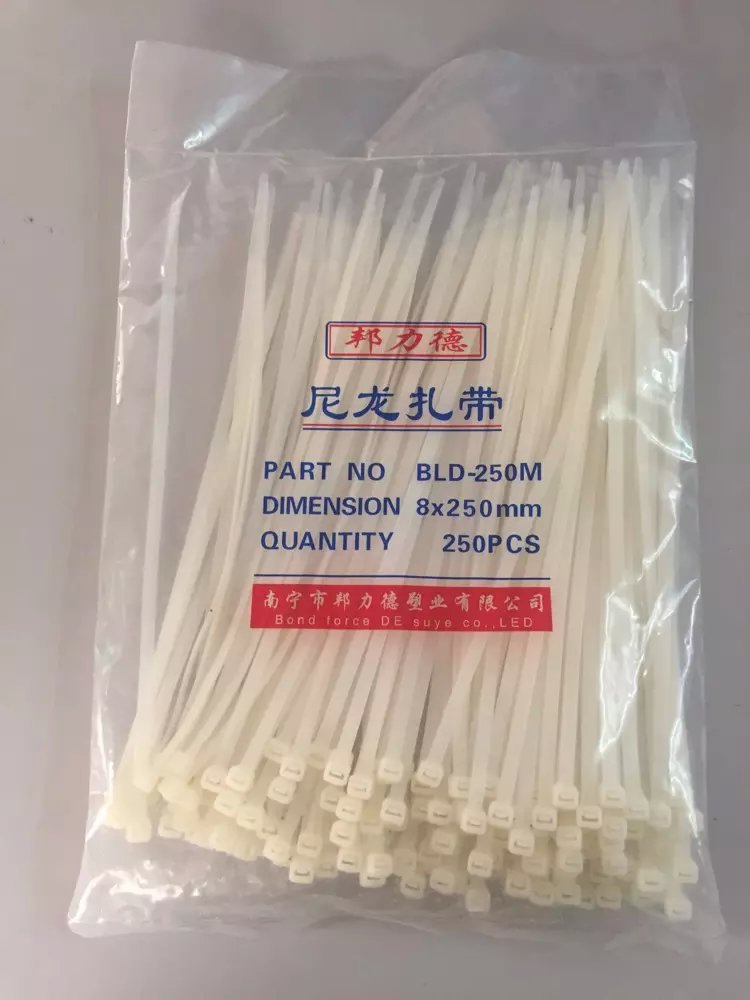 邦力德
尼龙扎带
PART NO BLD-250M
DIMENSION 8x250mm
QUANTITY 250PCS
南宁市邦力德塑业有限公司
Bond force DE suye co.,LED